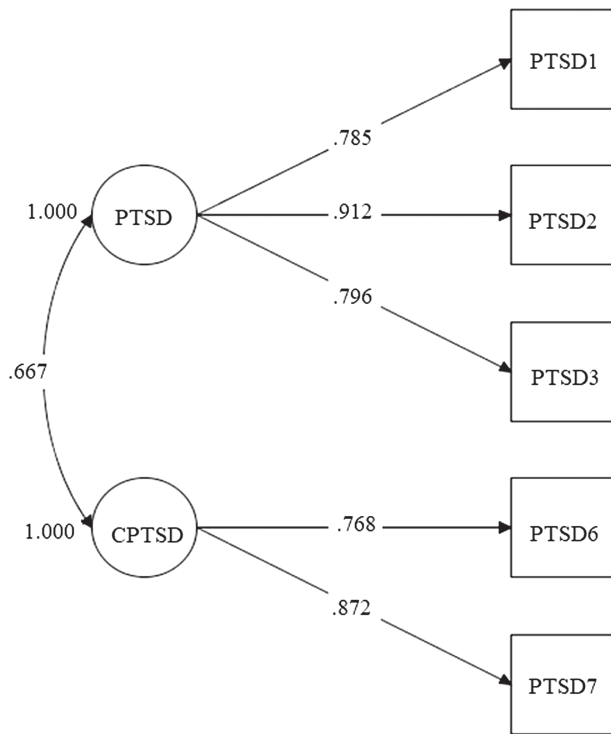 PTSD1
.785
1.000
PTSD
.912
PTSD2
.796
PTSD3
.667
1.000
CPTSD
.768
PTSD6
.872
PTSD7